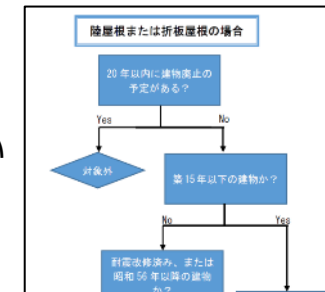 陸屋根または折板屋根の場合
20年以内に建物廃止の
予定がある？
Yes
No
対象外
築15年以下の建物か？
No
Yes
耐震改修済み、または
昭和56年以降の建物
か？